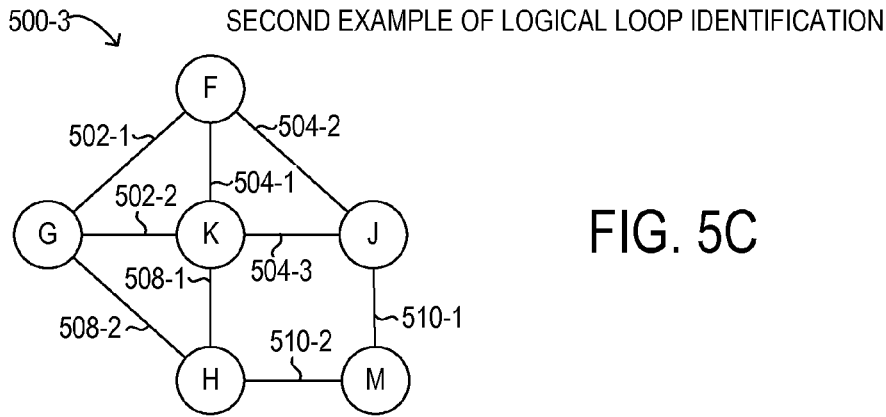 500-3
SECOND EXAMPLE OF LOGICAL LOOP IDENTIFICATION
F
502-1
504-2
504-1
502-2
G
K
J
FIG. 5C
504-3
508-1
508-2
510-1
510-2
H
M